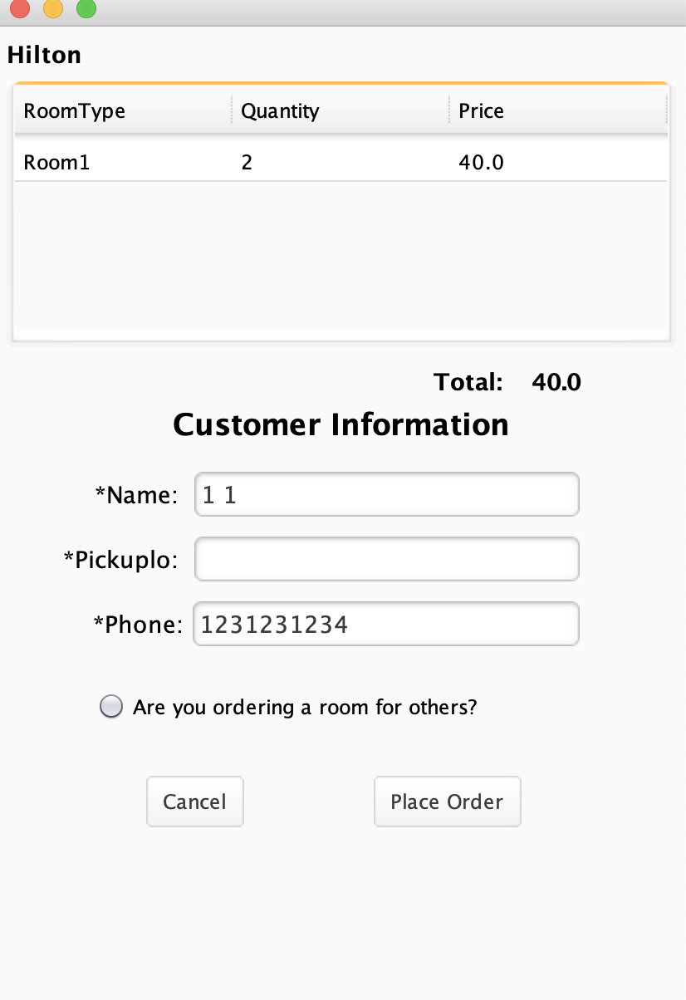 Hilton
RoomType Quantity Price
Room1 2 40.0
Total: 40.0
Customer Information
*Name: 1 1
*Pickuplo:
*Phone: 1231231234
Are you ordering a room for others?
Cancel Place Order